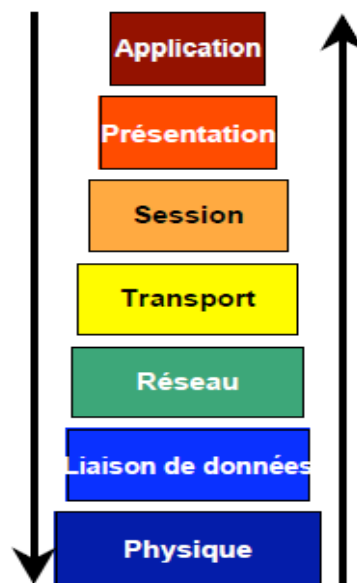 Application
Présentation
Session
Transport
Réseau
Liaison de données
Physique